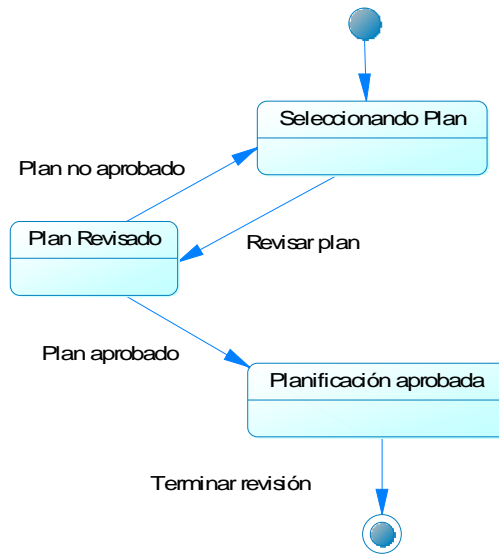 Seleccionando Plan
Plan no aprobado
Plan Revisado
Revisar plan
Plan aprobado
Planificación aprobada
Terminar revisión